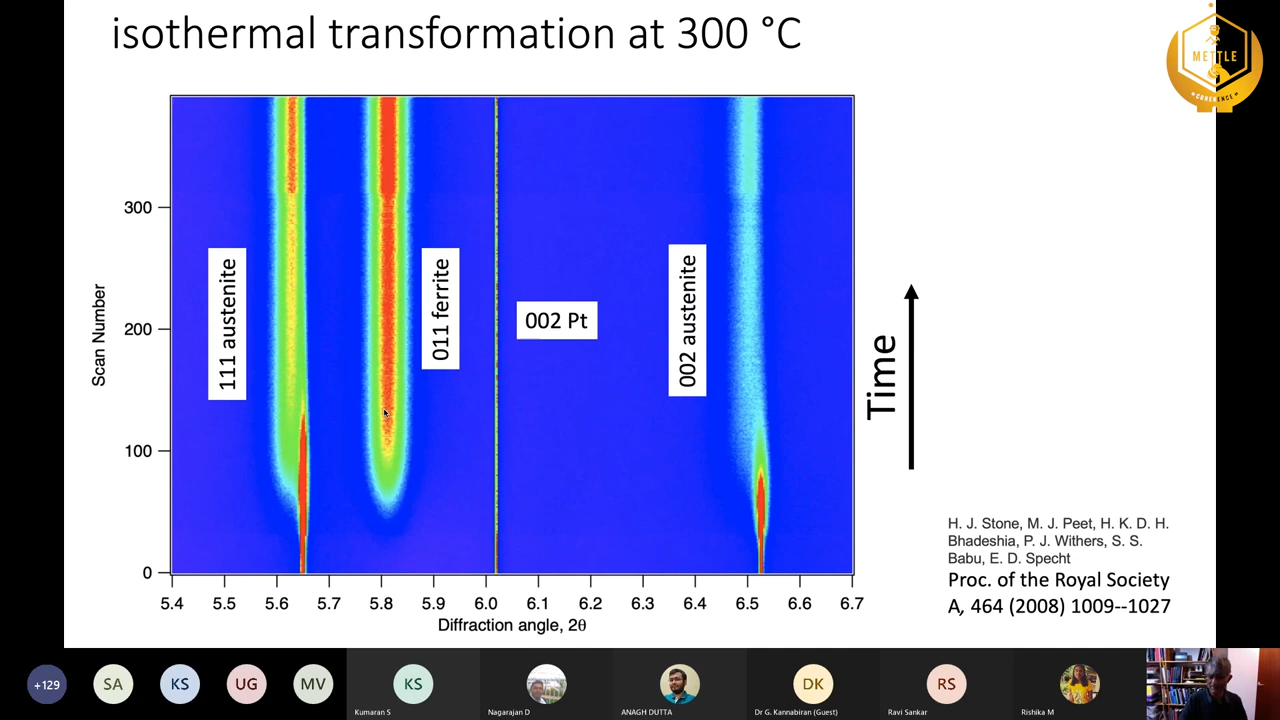 isothermal transformation at 300 °C
METTLE
COHERENCE
300
200
100
0
Scan Number
111 austenite
011 ferrite
002 Pt
002 austenite
Time
5.4 5.5 5.6 5.7 5.8 5.9 6.0 6.1 6.2 6.3 6.4 6.5 6.6 6.7
Diffraction angle, 2θ
H. J. Stone, M. J. Peet, H. K. D. H.
Bhadeshia, P. J. Withers, S. S.
Babu, E. D. Specht
Proc. of the Royal Society
A, 464 (2008) 1009--1027
+129 SA KS UG MV KS DK RS
Kumaran S Nagarajan D ANAGH DUTTA Dr G. Kannabiran (Guest) Ravi Sankar Rishika M